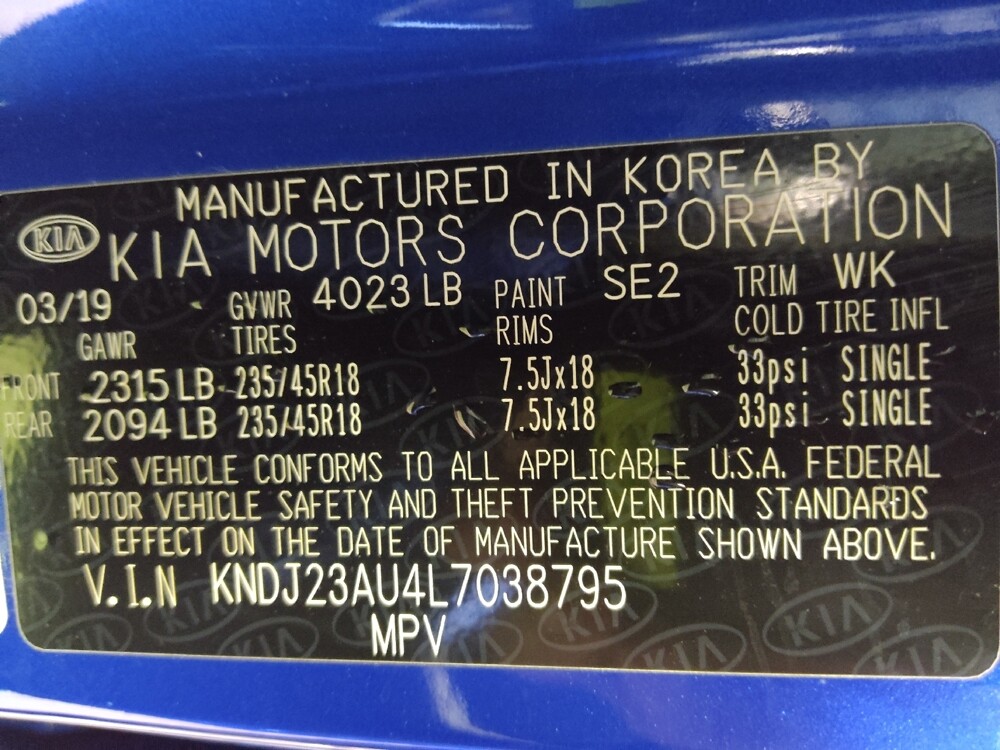 MANUFACTURED IN KOREA BY
KIA KIA MOTORS CORPORATION
03/19 GVWR 4023 LB PAINT SE2 TRIM WK
GAWR TIRES RIMS COLD TIRE INFL
FRONT 2315 LB 235/45R18 7.5Jx18 33psi SINGLE
REAR 2094 LB 235/45R18 7.5Jx18 33psi SINGLE
THIS VEHICLE CONFORMS TO ALL APPLICABLE U.S.A. FEDERAL
MOTOR VEHICLE SAFETY AND THEFT PREVENTION STANDARDS
IN EFFECT ON THE DATE OF MANUFACTURE SHOWN ABOVE.
V.I.N KNDJ23AU4L7038795
MPV